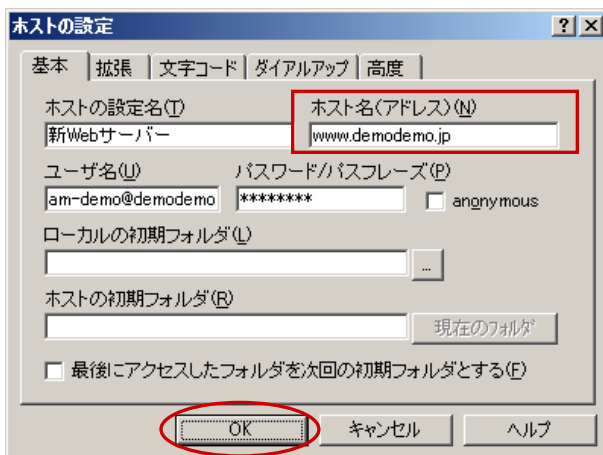 ホストの設定
基本 拡張 文字コード ダイアルアップ 高度
ホストの設定名(T) ホスト名(アドレス)(N)
新Webサーバー www.demodemo.jp
ユーザ名(U) パスワード/パスフレーズ(P)
am-demo@demodemo ******** anonymous
ローカルの初期フォルダ(L)
...
ホストの初期フォルダ(R)
現在のフォルダ
最後にアクセスしたフォルダを次回の初期フォルダとする(F)
OK キャンセル ヘルプ